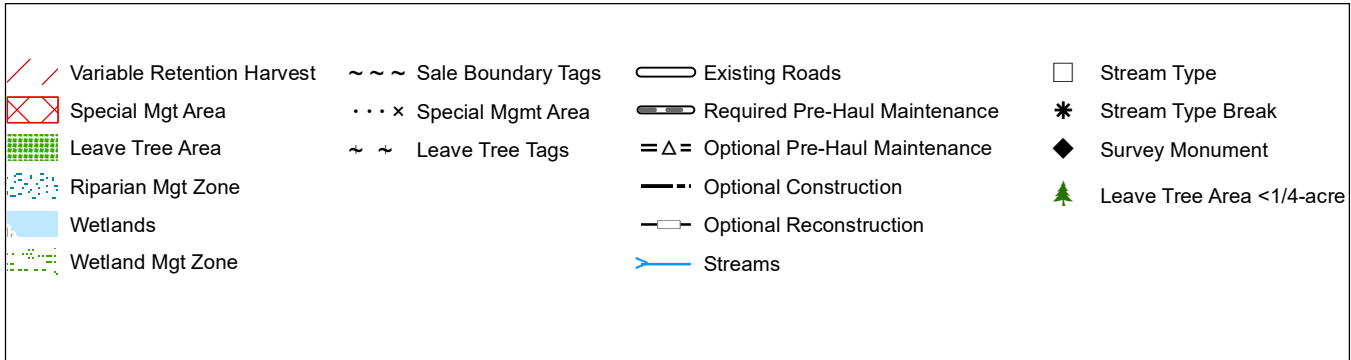 Variable Retention Harvest
Special Mgt Area
Leave Tree Area
Riparian Mgt Zone
Wetlands
Wetland Mgt Zone
Sale Boundary Tags
Special Mgmt Area
Leave Tree Tags
Existing Roads
Required Pre-Haul Maintenance
Optional Pre-Haul Maintenance
Optional Construction
Optional Reconstruction
Streams
Stream Type
Stream Type Break
Survey Monument
Leave Tree Area <1/4-acre